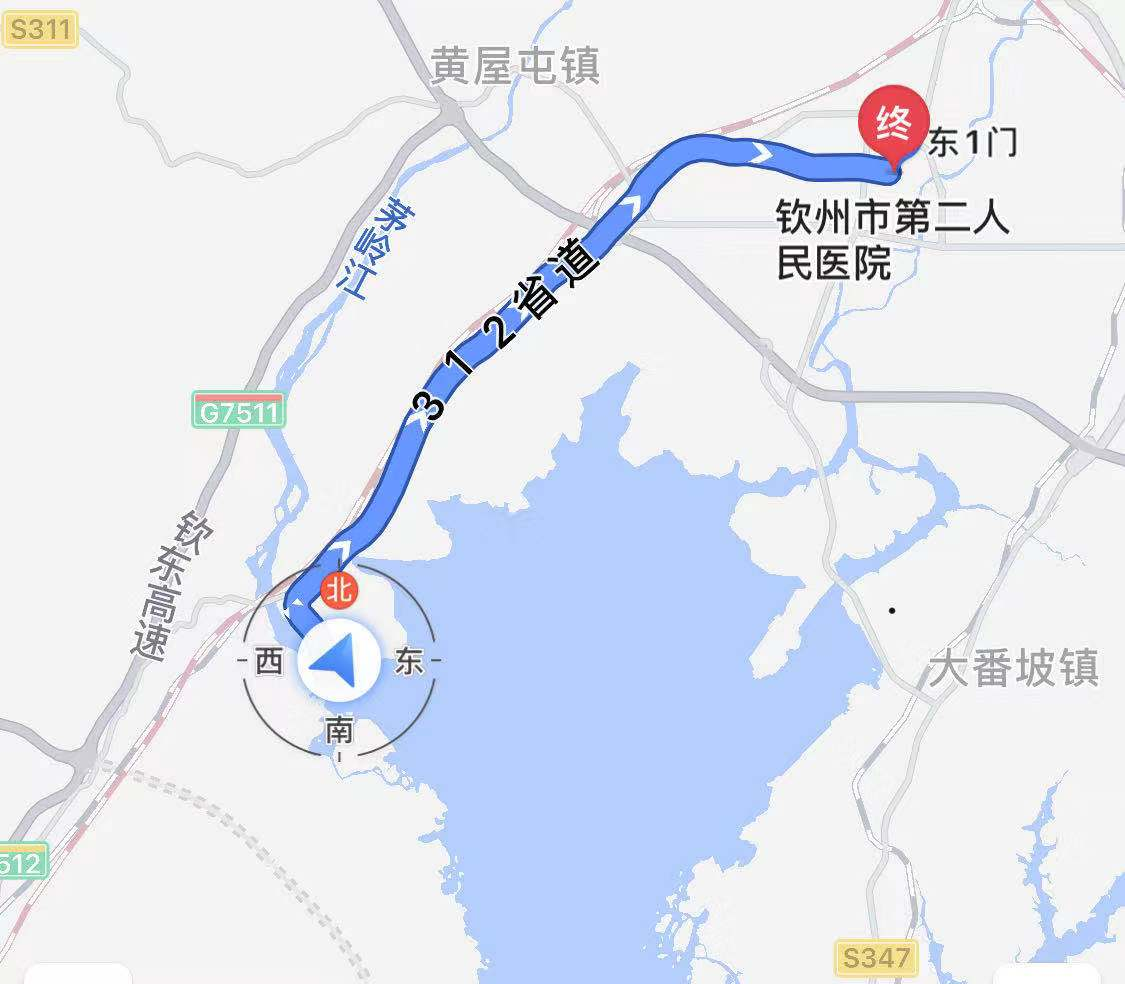 S311
黄屋屯镇
终
东1门
钦州市第二人
民医院
茅岭江
312省道
G7511
钦东高速
北
西
东
南
大番坡镇
512
S347